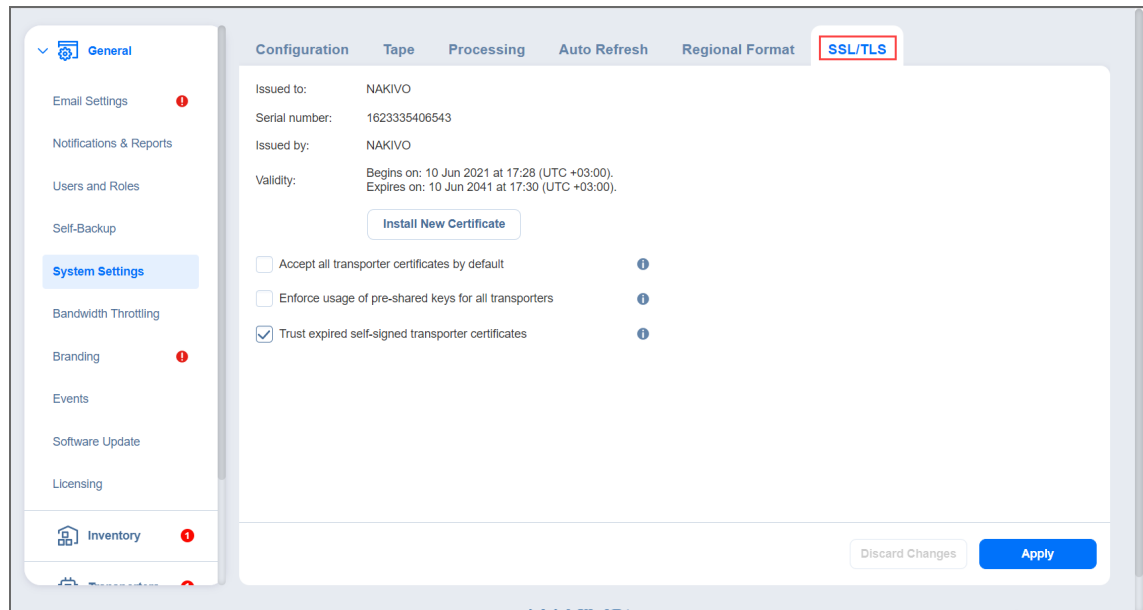 General
Email Settings
Notifications & Reports
Users and Roles
Self-Backup
System Settings
Bandwidth Throttling
Branding
Events
Software Update
Licensing
Inventory 1
Configuration Tape Processing Auto Refresh Regional Format SSL/TLS
Issued to: NAKIVO
Serial number: 1623335406543
Issued by: NAKIVO
Validity: Begins on: 10 Jun 2021 at 17:28 (UTC +03:00).
Expires on: 10 Jun 2041 at 17:30 (UTC +03:00).
Install New Certificate
Accept all transporter certificates by default
Enforce usage of pre-shared keys for all transporters
Trust expired self-signed transporter certificates
Discard Changes Apply